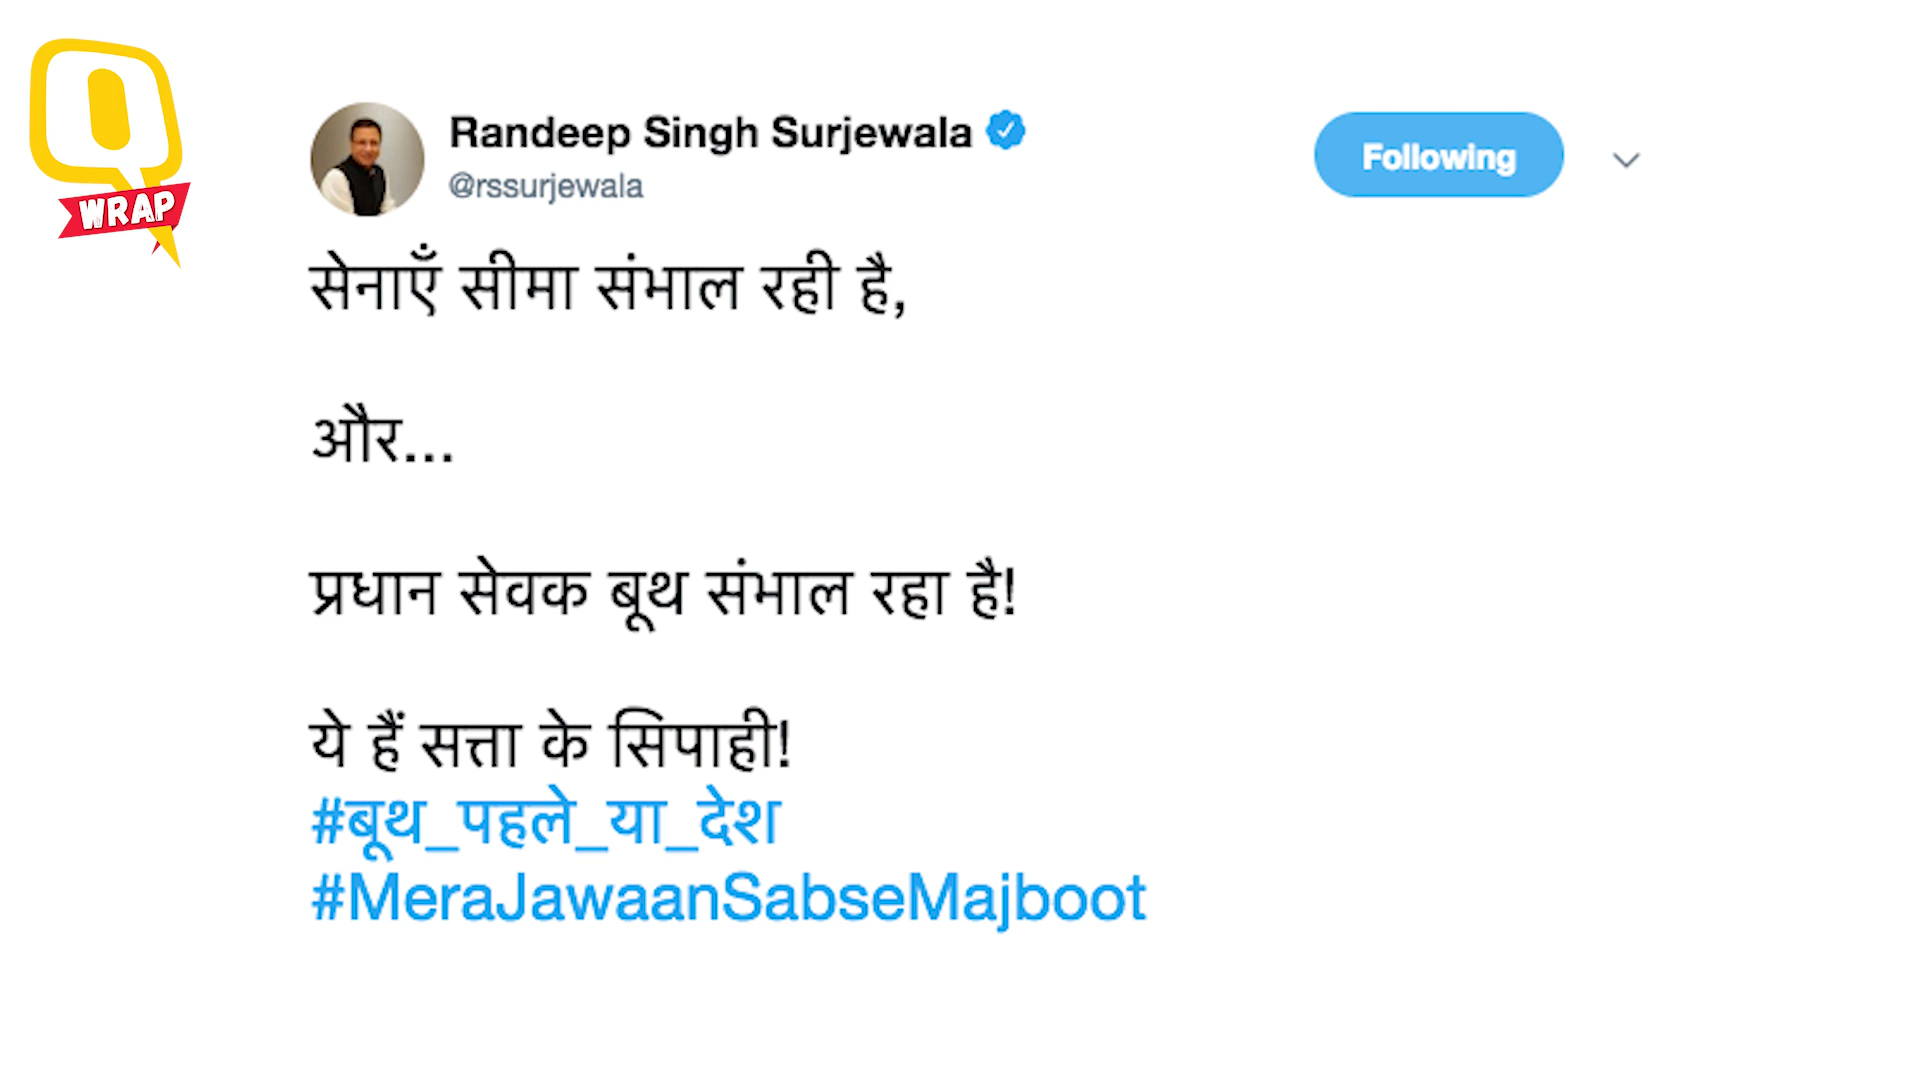 Q
WRAP
Randeep Singh Surjewala
@rssurjewala
Following
सेनाएँ सीमा संभाल रही है,
और...
प्रधान सेवक बूथ संभाल रहा है!
ये हैं सत्ता के सिपाही!
#बूथ_पहले_या_देश
#MeraJawaanSabseMajboot